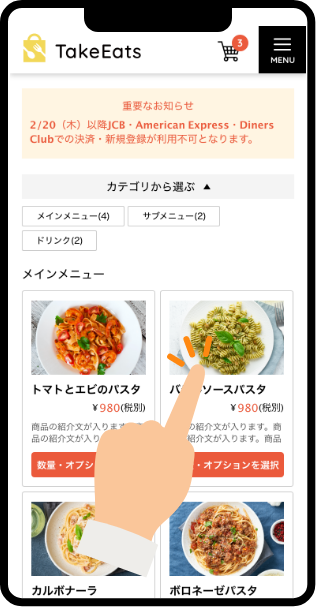 TakeEats
3
MENU
重要なお知らせ
2/20（木）以降JCB・American Express・Diners
Clubでの決済・新規登録が利用不可となります。
カテゴリから選ぶ ▲
メインメニュー(4) サブメニュー(2)
ドリンク(2)
メインメニュー
トマトとエビのパスタ
¥980(税別)
商品の紹介文が入ります
品の紹介文が入り
数量・オプシ
ソースパスタ
¥980(税別)
の紹介文が入ります。商
紹介文が入ります。商品
・オプションを選択
カルボナーラ
ボロネーゼパスタ